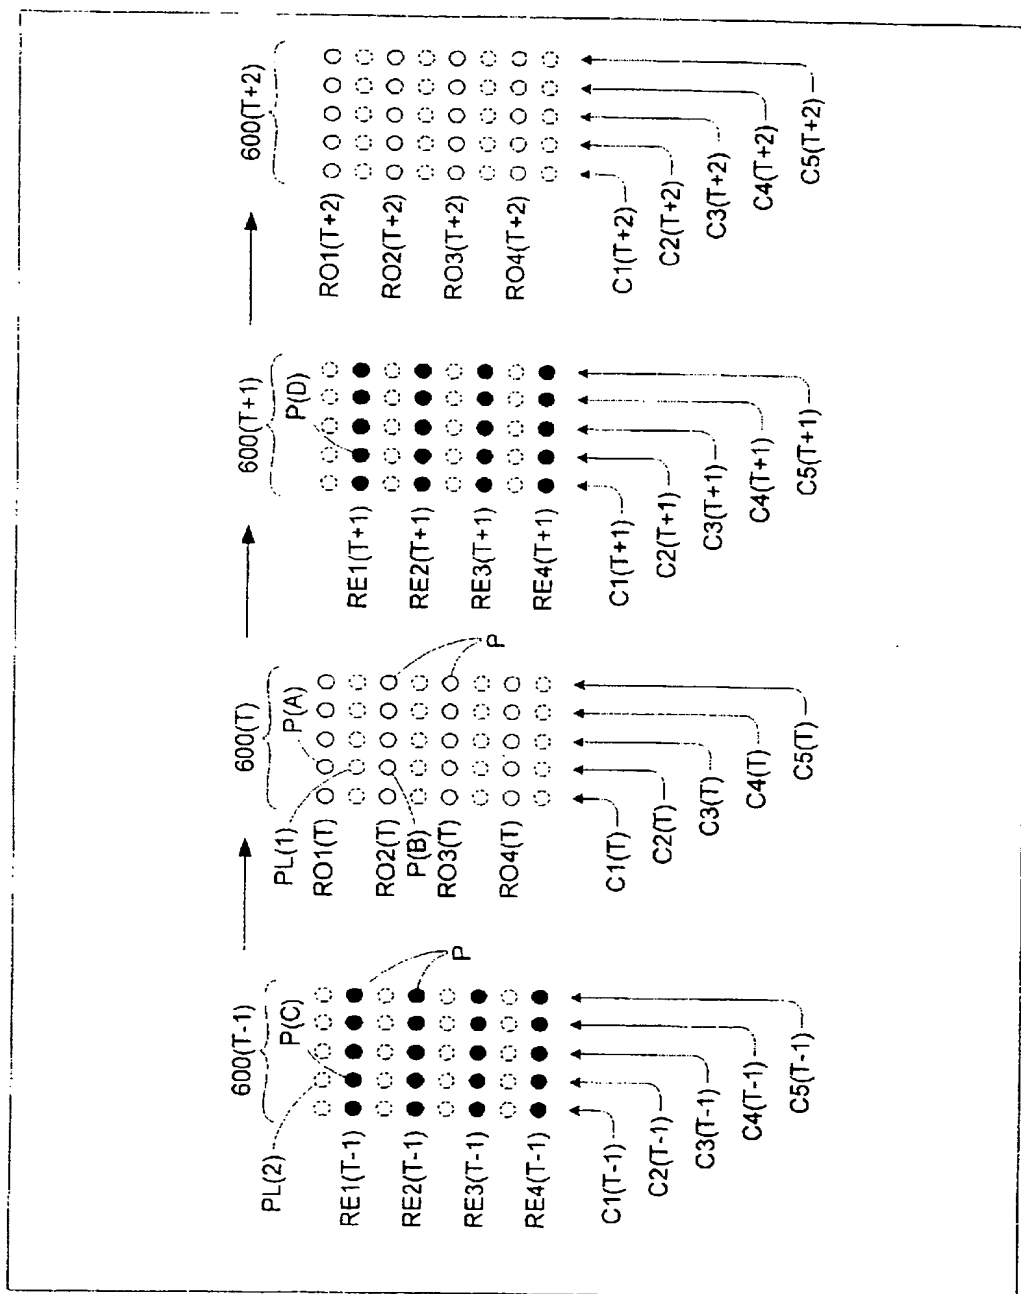 600(T-1)
P(C)
PL(2)
RE1(T-1)
RE2(T-1)
RE3(T-1)
RE4(T-1)
P
C1(T-1)
C2(T-1)
C3(T-1)
C4(T-1)
C5(T-1)
600(T)
P(A)
PL(1)
RO1(T)
RO2(T)
P(B)
RO3(T)
RO4(T)
P
C1(T)
C2(T)
C3(T)
C4(T)
C5(T)
600(T+1)
P(D)
RE1(T+1)
RE2(T+1)
RE3(T+1)
RE4(T+1)
C1(T+1)
C2(T+1)
C3(T+1)
C4(T+1)
C5(T+1)
600(T+2)
RO1(T+2)
RO2(T+2)
RO3(T+2)
RO4(T+2)
C1(T+2)
C2(T+2)
C3(T+2)
C4(T+2)
C5(T+2)